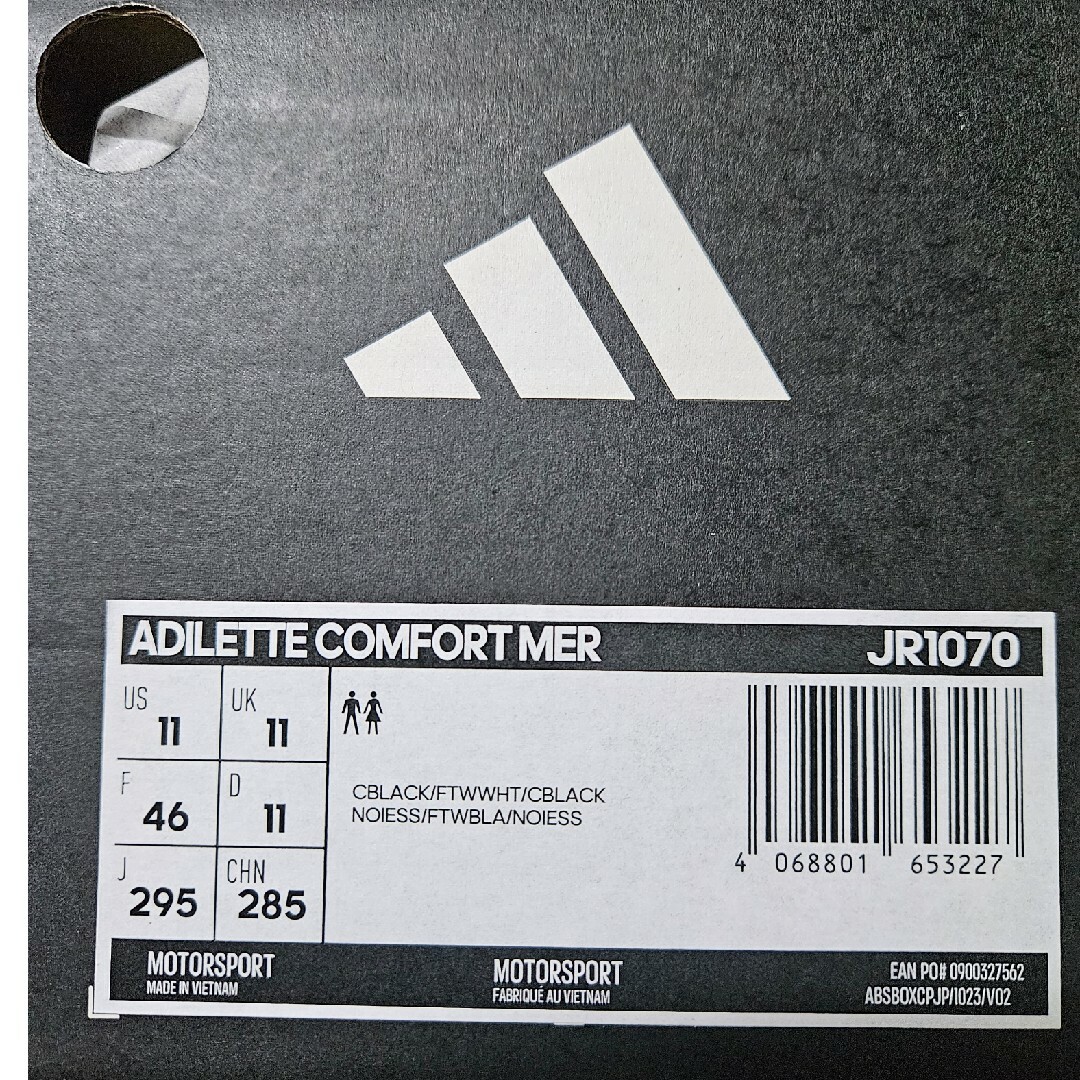 ADILETTE COMFORT MER JR1070
US 11 UK 11
F 46 D 11
J 295 CHN 285
CBLACK/FTWWHT/CBLACK
NOIESS/FTWBLA/NOIESS
4 068801 653227
MOTORSPORT
MADE IN VIETNAM
MOTORSPORT
FABRIQUÉ AU VIETNAM
EAN PO# 0900327562
ABSBOXCPJP/1023/V02